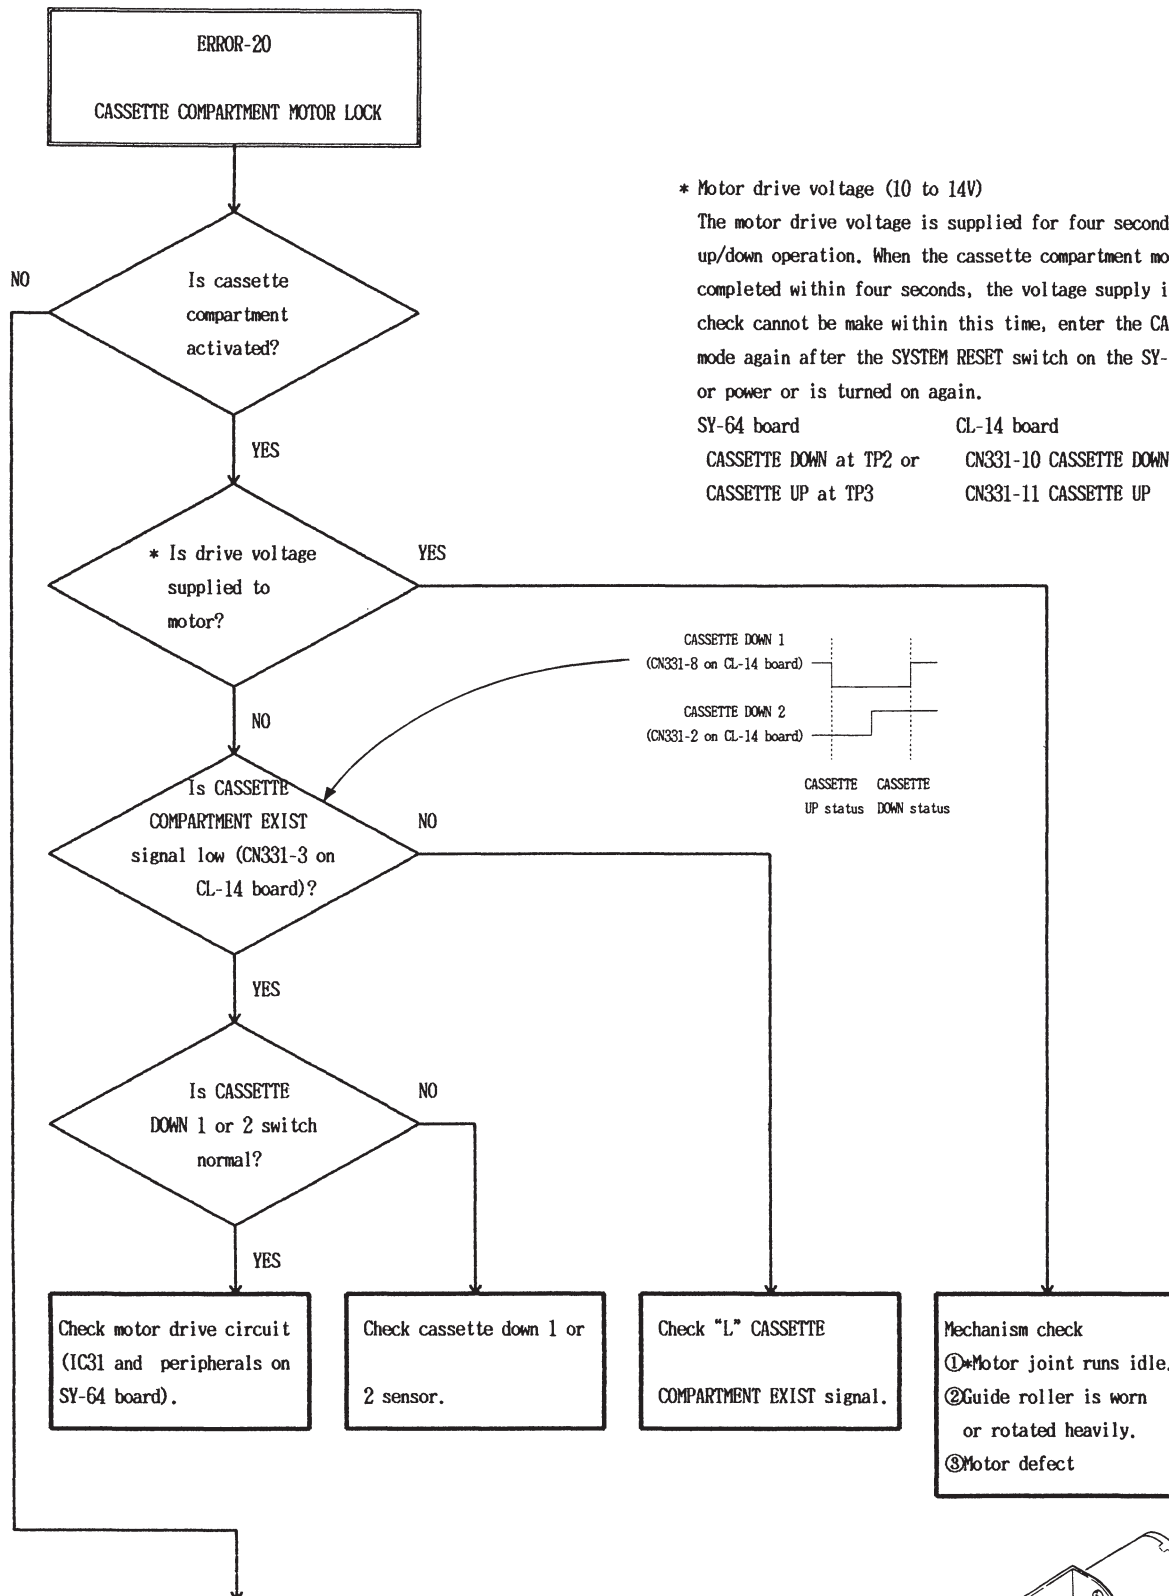 ERROR-20
CASSETTE COMPARTMENT MOTOR LOCK
* Motor drive voltage (10 to 14V)
The motor drive voltage is supplied for four second
up/down operation. When the cassette compartment mo
completed within four seconds, the voltage supply i
check cannot be make within this time, enter the CA
mode again after the SYSTEM RESET switch on the SY-
or power or is turned on again.
SY-64 board CL-14 board
CASSETTE DOWN at TP2 or CN331-10 CASSETTE DOWN
CASSETTE UP at TP3 CN331-11 CASSETTE UP
NO
Is cassette
compartment
activated?
YES
* Is drive voltage
supplied to
motor?
YES
NO
CASSETTE DOWN 1
(CN331-8 on CL-14 board)
CASSETTE DOWN 2
(CN331-2 on CL-14 board)
CASSETTE CASSETTE
UP status DOWN status
Is CASSETTE
COMPARTMENT EXIST
signal low (CN331-3 on
CL-14 board)?
NO
YES
Is CASSETTE
DOWN 1 or 2 switch
normal?
NO
YES
Check motor drive circuit
(IC31 and peripherals on
SY-64 board).
Check cassette down 1 or
2 sensor.
Check "L" CASSETTE
COMPARTMENT EXIST signal.
Mechanism check
①*Motor joint runs idle.
②Guide roller is worn
or rotated heavily.
③Motor defect